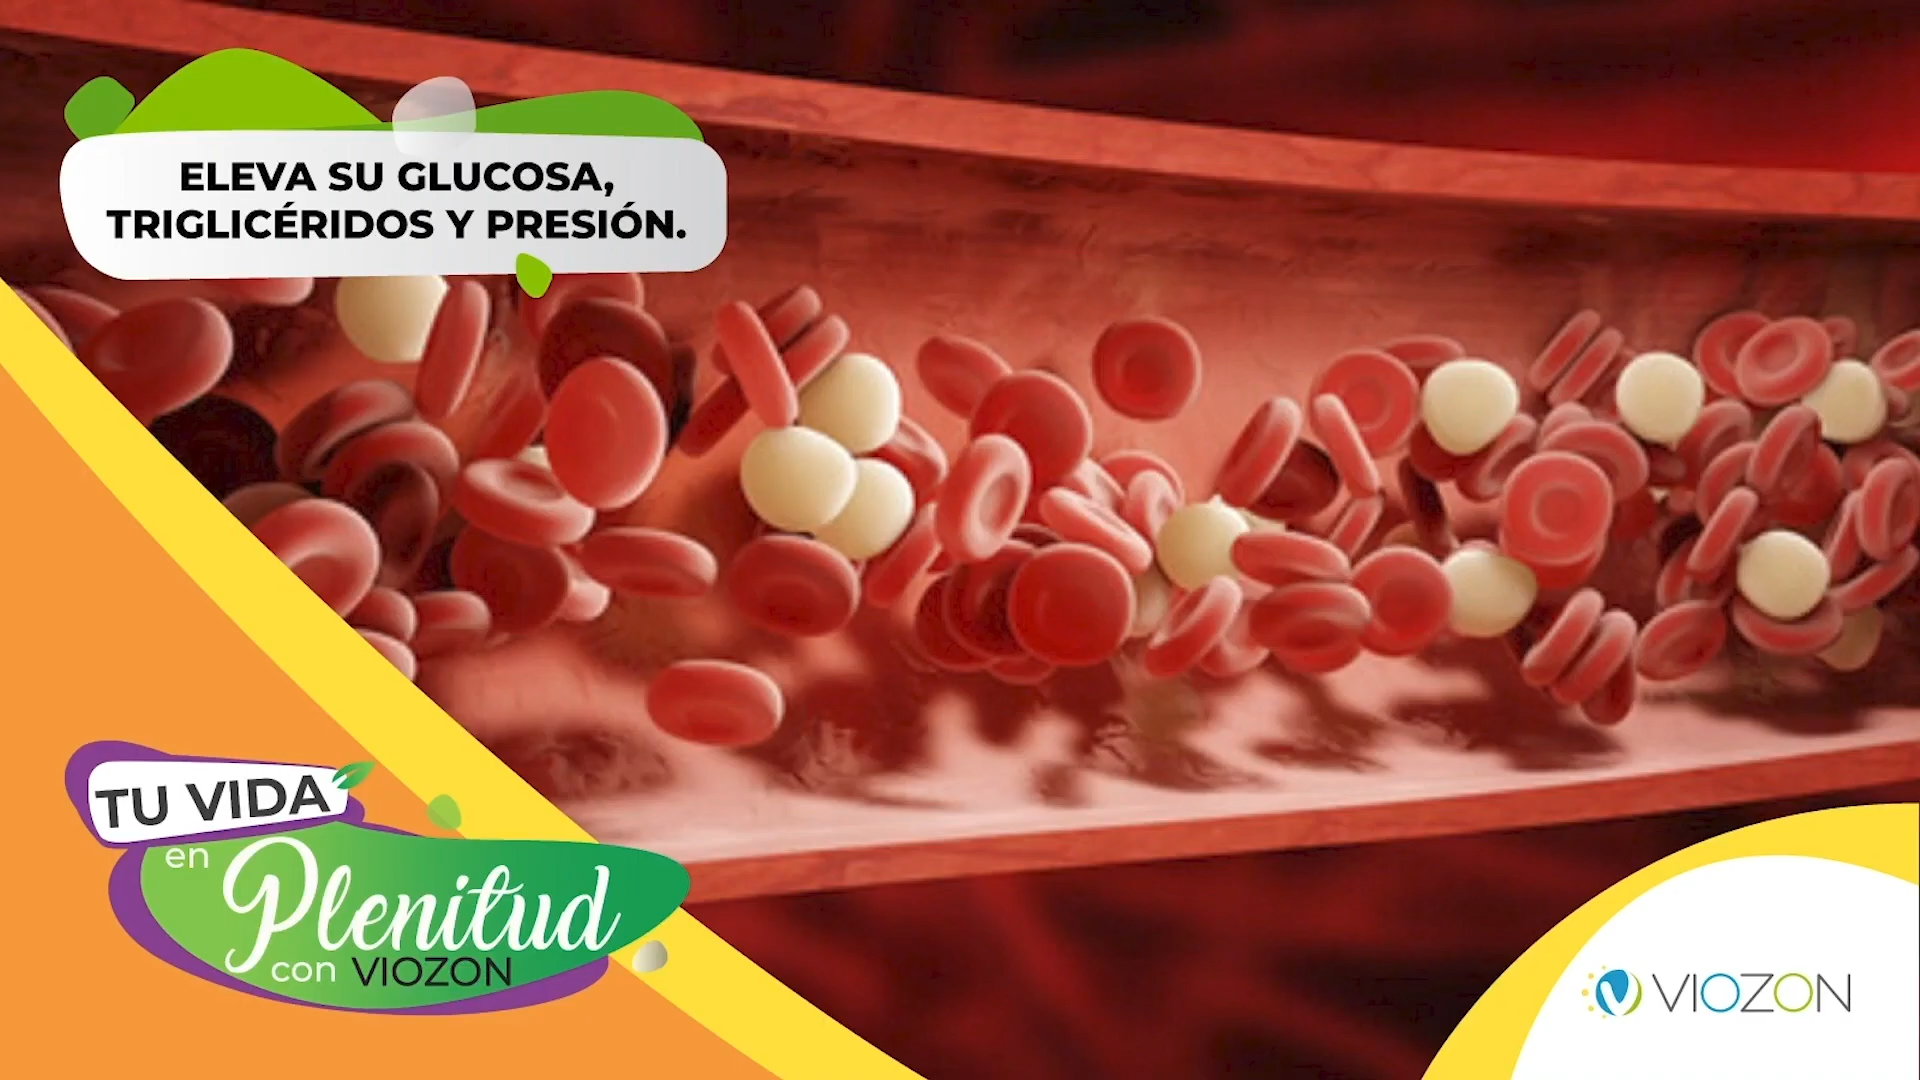 ELEVA SU GLUCOSA,
TRIGLICÉRIDOS Y PRESIÓN.
TU VIDA
en
Plenitud
con VIOZON
VIOZON